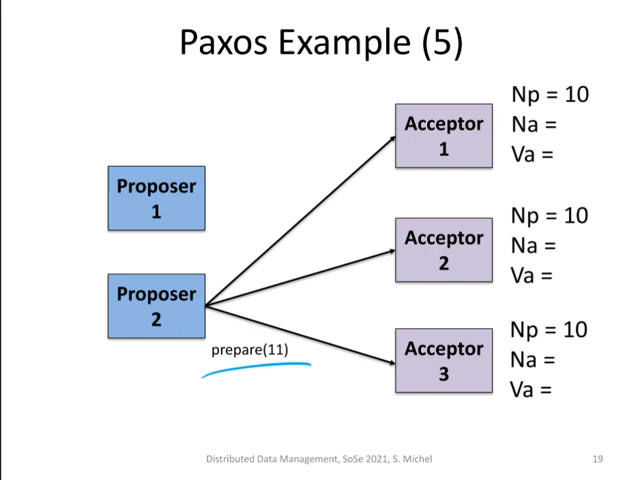 Paxos Example (5)
Proposer
1
Proposer
2
prepare(11)
Acceptor
1
Np = 10
Na =
Va =
Acceptor
2
Np = 10
Na =
Va =
Acceptor
3
Np = 10
Na =
Va =
Distributed Data Management, SoSe 2021, S. Michel
19